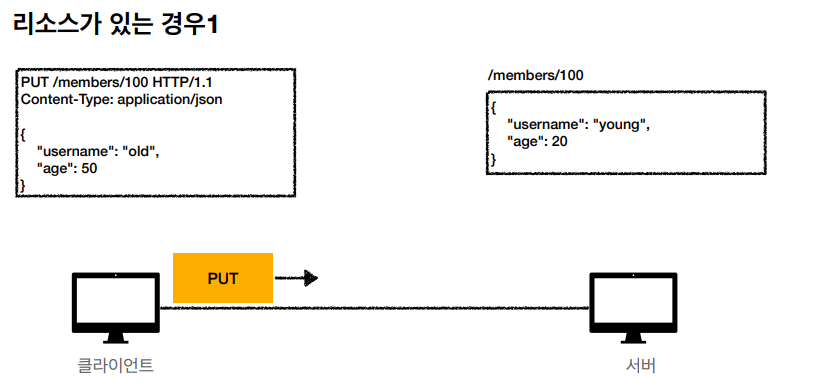 리소스가 있는 경우1
PUT /members/100 HTTP/1.1
Content-Type: application/json
{
"username": "old",
"age": 50
}
/members/100
{
"username": "young",
"age": 20
}
PUT
클라이언트
서버